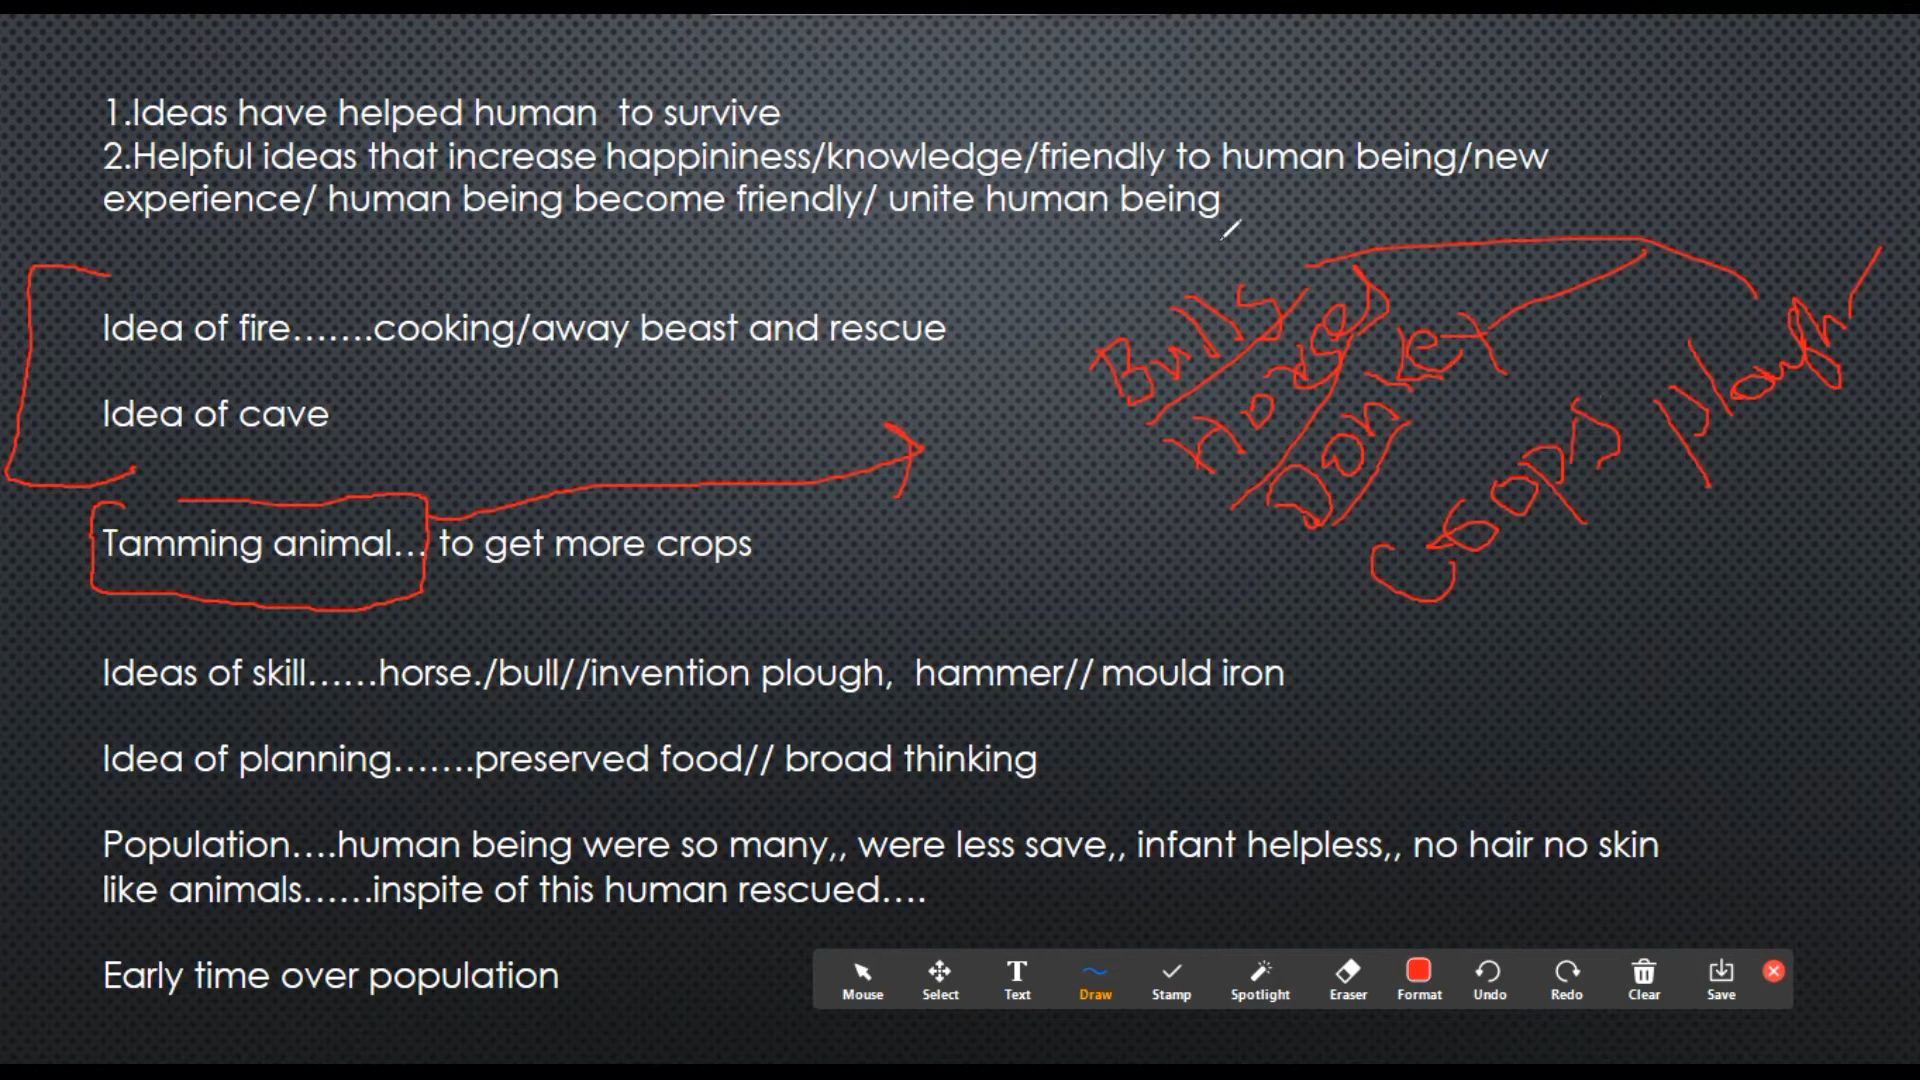 1.Ideas have helped human  to survive
2.Helpful ideas that increase happininess/knowledge/friendly to human being/new
experience/ human being become friendly/ unite human being
Idea of fire.......cooking/away beast and rescue
Idea of cave
Tamming animal... to get more crops
Ideas of skill......horse./bull//invention plough,  hammer// mould iron
Idea of planning.......preserved food// broad thinking
Population....human being were so many,, were less save,, infant helpless,, no hair no skin
like animals......inspite of this human rescued....
Early time over population
Bulls
Donkey
Crops
Plough
Mouse Select Text Draw Stamp Spotlight Eraser Format Undo Redo Clear Save